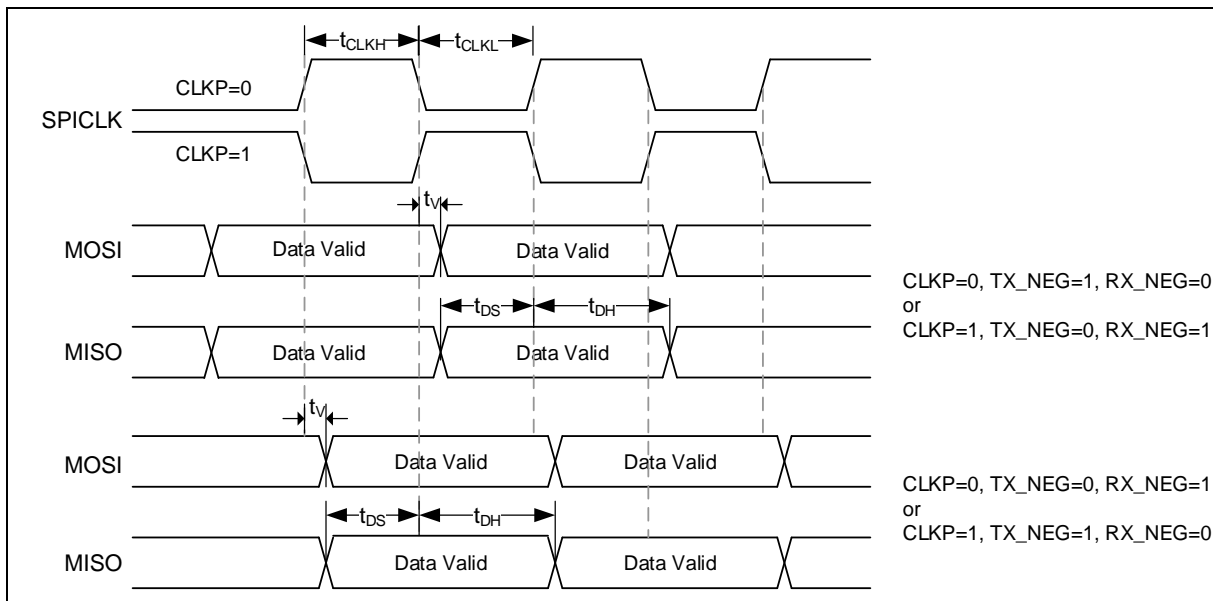 tCLKH tCLKL
CLKP=0
SPICLK
CLKP=1
tV
MOSI Data Valid Data Valid
CLKP=0, TX_NEG=1, RX_NEG=0
or
CLKP=1, TX_NEG=0, RX_NEG=1
tDS tDH
MISO Data Valid Data Valid
tV
MOSI Data Valid Data Valid
CLKP=0, TX_NEG=0, RX_NEG=1
or
CLKP=1, TX_NEG=1, RX_NEG=0
tDS tDH
MISO Data Valid Data Valid